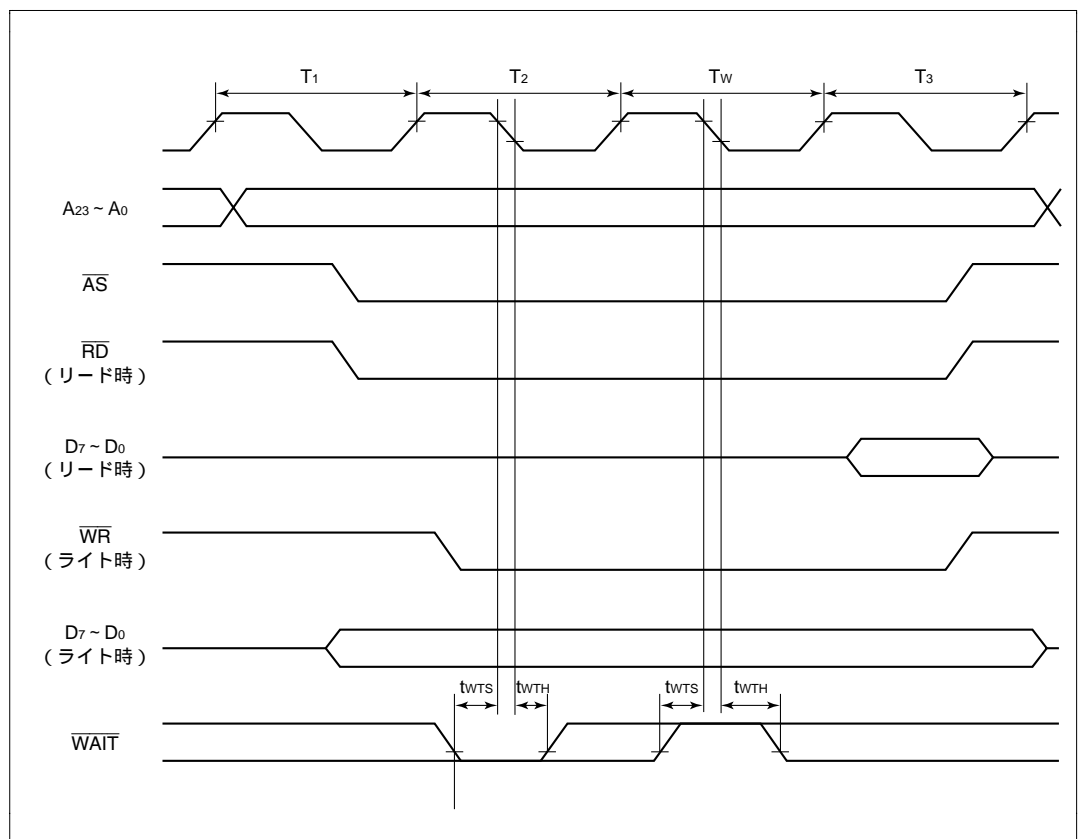 T1 T2 TW T3
A23 ~ A0
AS
RD
( リード時 )
D7 ~ D0
( リード時 )
WR
( ライト時 )
D7 ~ D0
( ライト時 )
tWTS tWTH tWTS tWTH
WAIT